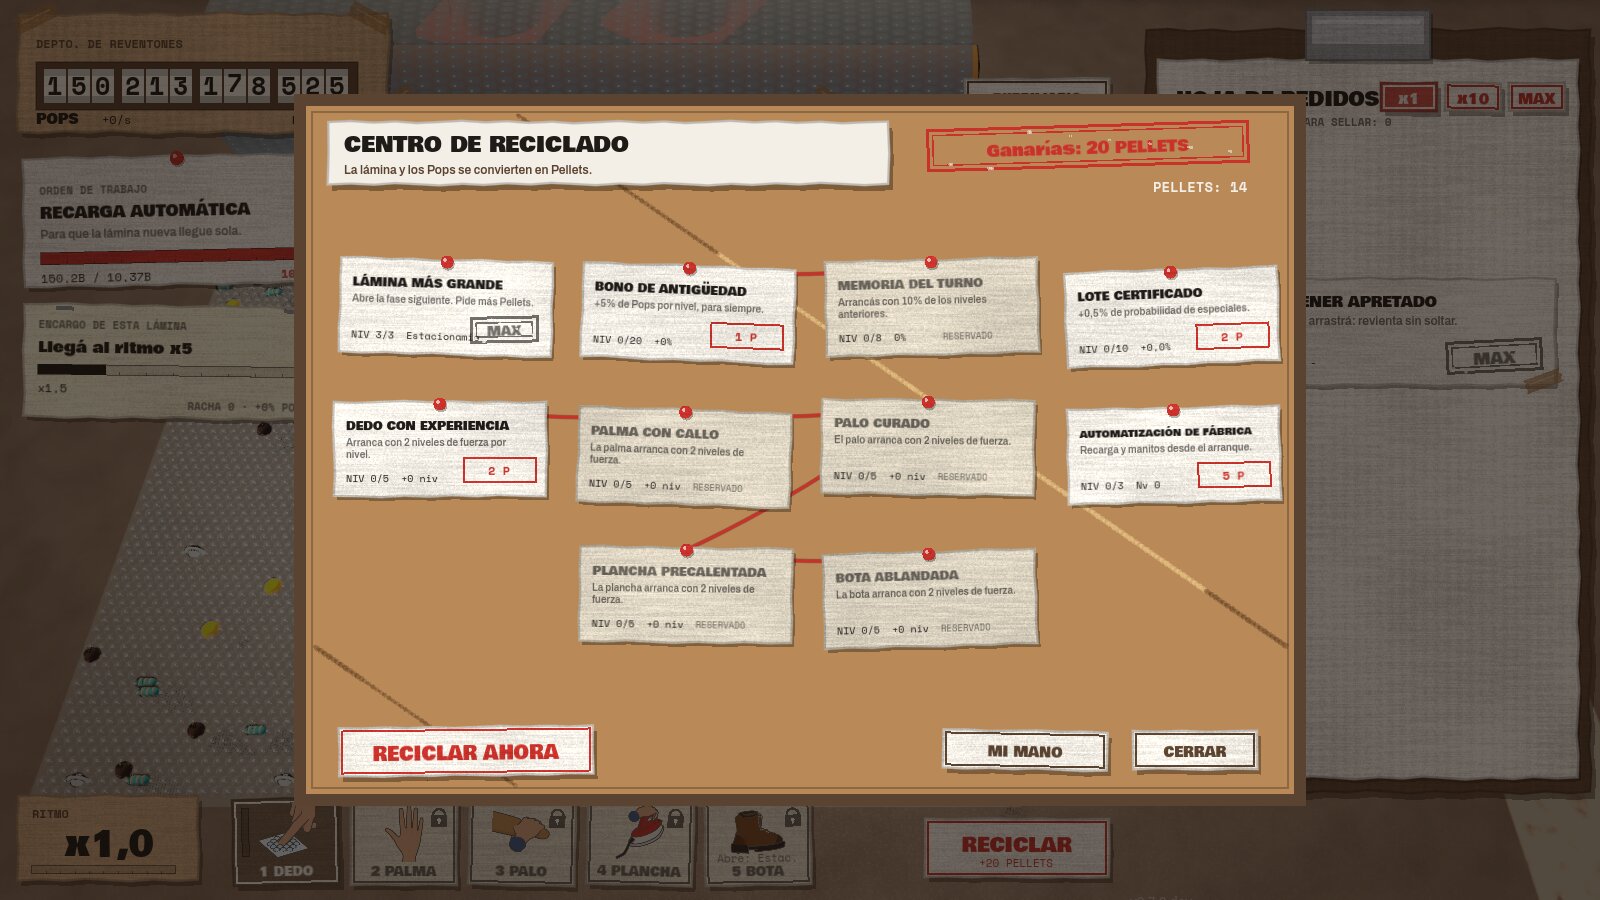 DEPTO. DE REVENTONES
150 213 178 525
POPS +0/s
ORDEN DE TRABAJO
RECARGA AUTOMÁTICA
Para que la lámina nueva llegue sola.
150.2B / 10.37B
ENCARGO DE ESTA LÁMINA
Llegá al ritmo x5
x1,5
RACHA 0 · +0% PO
CENTRO DE RECICLADO
La lámina y los Pops se convierten en Pellets.
Ganarías: 20 PELLETS
PELLETS: 14
LÁMINA MÁS GRANDE
Abre la fase siguiente. Pide más Pellets.
NIV 3/3 Estacionam
MAX
BONO DE ANTIGÜEDAD
+5% de Pops por nivel, para siempre.
NIV 0/20 +0%
1 P
MEMORIA DEL TURNO
Arrancás con 10% de los niveles
anteriores.
NIV 0/8 0% RESERVADO
LOTE CERTIFICADO
+0,5% de probabilidad de especiales.
NIV 0/10 +0,0%
2 P
DEDO CON EXPERIENCIA
Arranca con 2 niveles de fuerza por
nivel.
NIV 0/5 +0 niv
2 P
PALMA CON CALLO
La palma arranca con 2 niveles de
fuerza.
NIV 0/5 +0 niv RESERVADO
PALO CURADO
El palo arranca con 2 niveles de fuerza.
NIV 0/5 +0 niv RESERVADO
AUTOMATIZACIÓN DE FÁBRICA
Recarga y manitos desde el arranque.
NIV 0/3 Nv 0
5 P
PLANCHA PRECALENTADA
La plancha arranca con 2 niveles de
fuerza.
NIV 0/5 +0 niv RESERVADO
BOTA ABLANDADA
La bota arranca con 2 niveles de fuerza.
NIV 0/5 +0 niv RESERVADO
RECICLAR AHORA
MI MANO
CERRAR
PEDIDOS
x1
x10
MAX
ARA SELLAR: 0
ENER APRETADO
arrastrá: revienta sin soltar.
MAX
RITMO
x1,0
1 DEDO
2 PALMA
3 PALO
4 PLANCHA
Abre: Estac.
5 BOTA
RECICLAR
+20 PELLETS